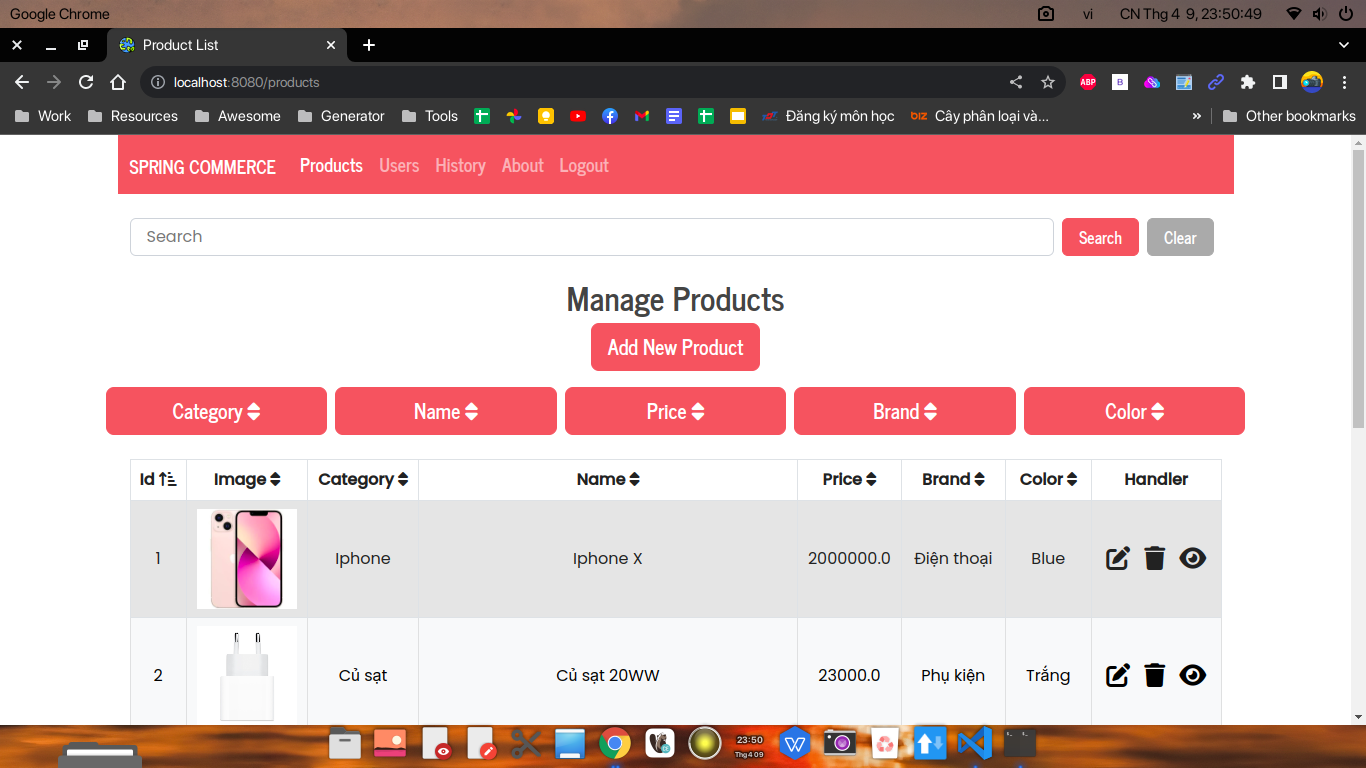 Google Chrome
vi
CN Thg 4 9, 23:50:49
Product List
localhost:8080/products
ABP
B
Work
Resources
Awesome
Generator
Tools
Đăng ký môn học
biz
Cây phân loại và...
»
Other bookmarks
SPRING COMMERCE
Products
Users
History
About
Logout
Search
Search
Clear
Manage Products
Add New Product
Category
Name
Price
Brand
Color
Id
Image
Category
Name
Price
Brand
Color
Handler
1
Iphone
Iphone X
2000000.0
Điện thoại
Blue
2
Củ sạt
Củ sạt 20WW
23000.0
Phụ kiện
Trắng
23:50
Thg4 09